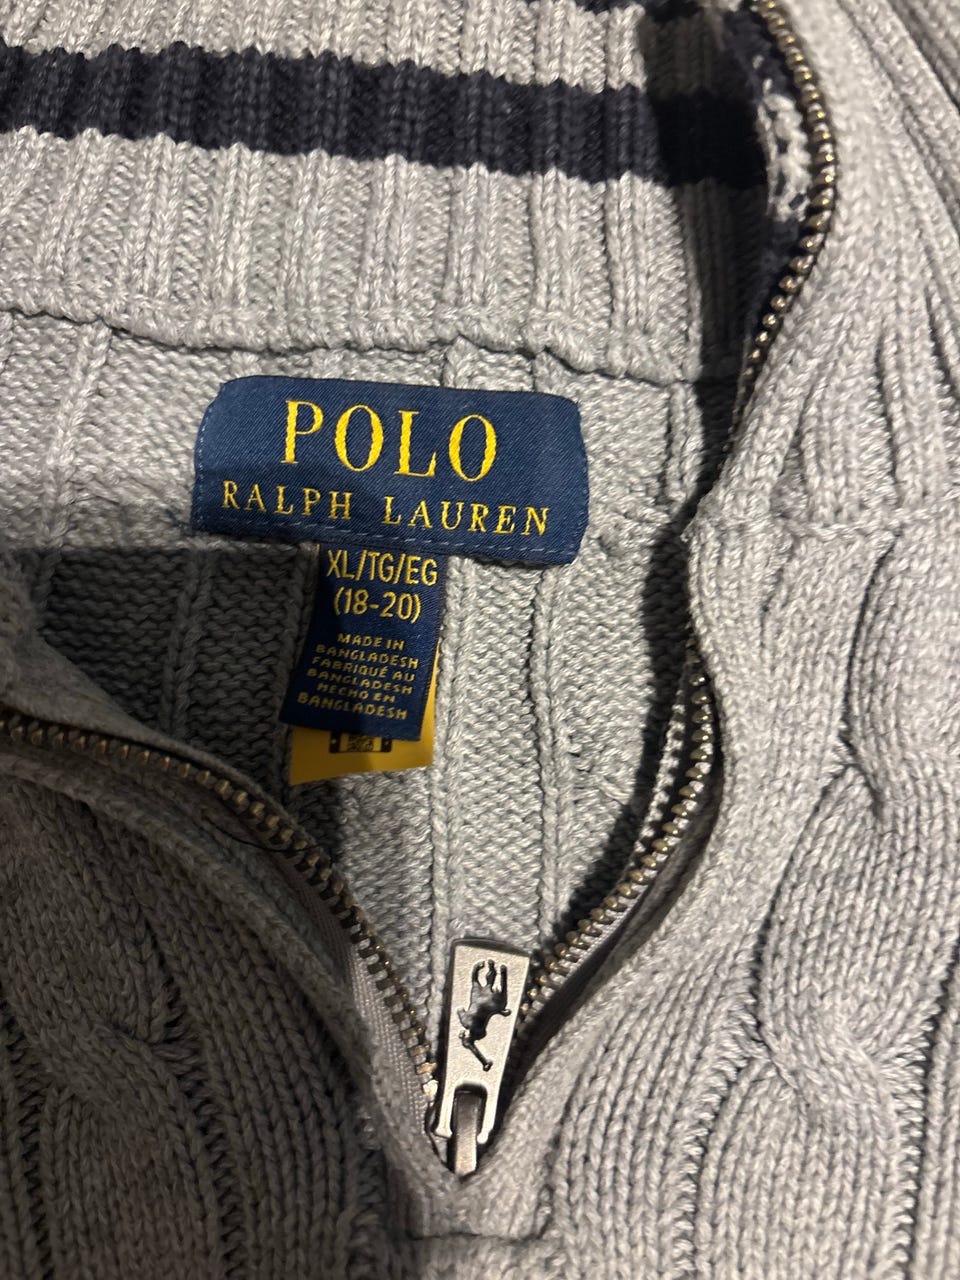 POLO
RALPH LAUREN
XL/TG/EG
(18-20)
MADE IN
BANGLADESH
FABRIQUÉ AU
BANGLADESH
HECHO EN
BANGLADESH